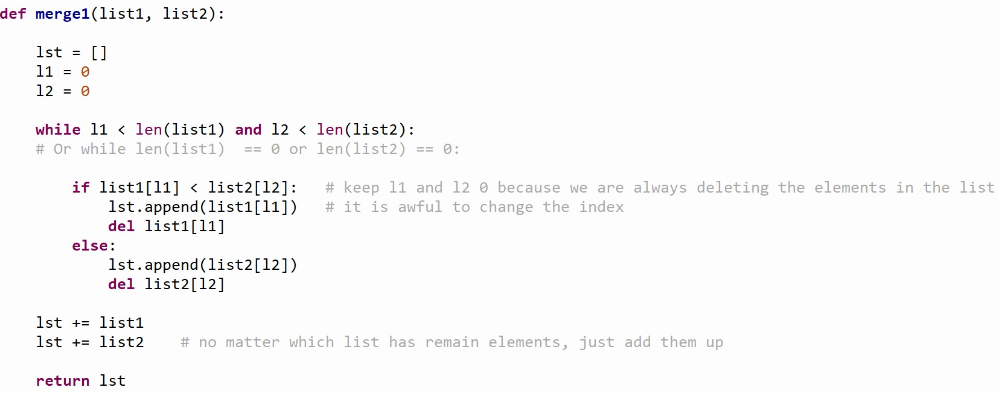 def merge1(list1, list2):
    lst = []
    l1 = 0
    l2 = 0
    while l1 < len(list1) and l2 < len(list2):
    # Or while len(list1)  == 0 or len(list2) == 0:
        if list1[l1] < list2[l2]:   # keep l1 and l2 0 because we are always deleting the elements in the list
            lst.append(list1[l1])   # it is awful to change the index
            del list1[l1]
        else:
            lst.append(list2[l2])
            del list2[l2]
    lst += list1
    lst += list2    # no matter which list has remain elements, just add them up
    return lst